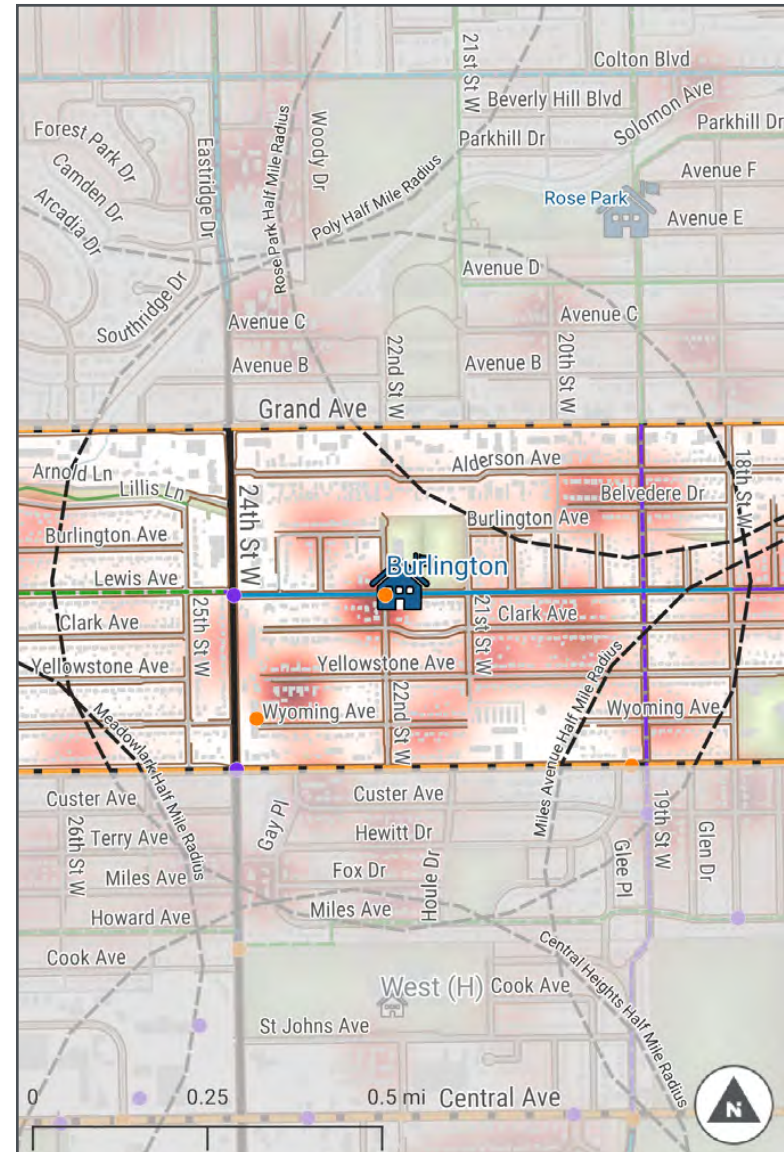 Colton Blvd
21st St W
Beverly Hill Blvd
Solomon Ave
Parkhill Dr
Parkhill Dr
Woody Dr
Rose Park Half Mile Radius
Poly Half Mile Radius
Forest Park Dr
Eastridge Dr
Camden Dr
Arcadia Dr
Avenue F
Rose Park
Avenue E
Avenue D
Southridge Dr
Avenue C
Avenue C
Avenue B
22nd St W
Avenue B
20th St W
Grand Ave
Arnold Ln
Lillis Ln
24th St W
Alderson Ave
Belvedere Dr
18th St W
Burlington Ave
Burlington Ave
Burlington
Lewis Ave
Clark Ave
25th St W
21st St W
Clark Ave
Yellowstone Ave
Yellowstone Ave
Wyoming Ave
22nd St W
Wyoming Ave
Meadowlark Half Mile Radius
Miles Avenue Half Mile Radius
Custer Ave
Custer Ave
Terry Ave
26th St W
Gay Pl
Hewitt Dr
19th St W
Glen Dr
Glee Pl
Miles Ave
Fox Dr
Houle Dr
Howard Ave
Miles Ave
Cook Ave
West (H)
Cook Ave
Central Heights Half Mile Radius
St Johns Ave
0
0.25
0.5 mi
Central Ave
N